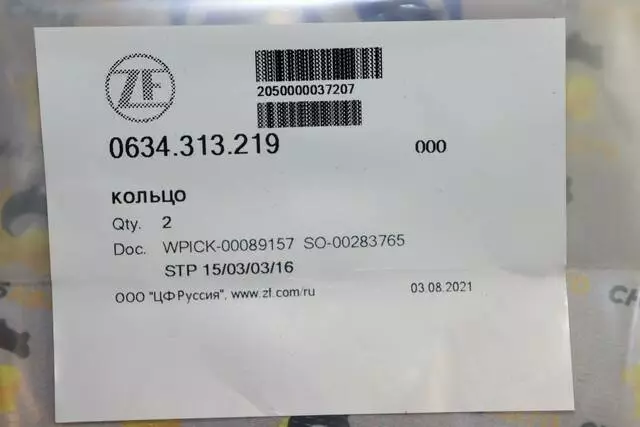 ZF
2050000037207
0634.313.219 000
КОЛЬЦО
Qty. 2
Doc. WPICK-00089157 SO-00283765
STP 15/03/03/16
ООО "ЦФ Руссия", www.zf.com/ru 03.08.2021